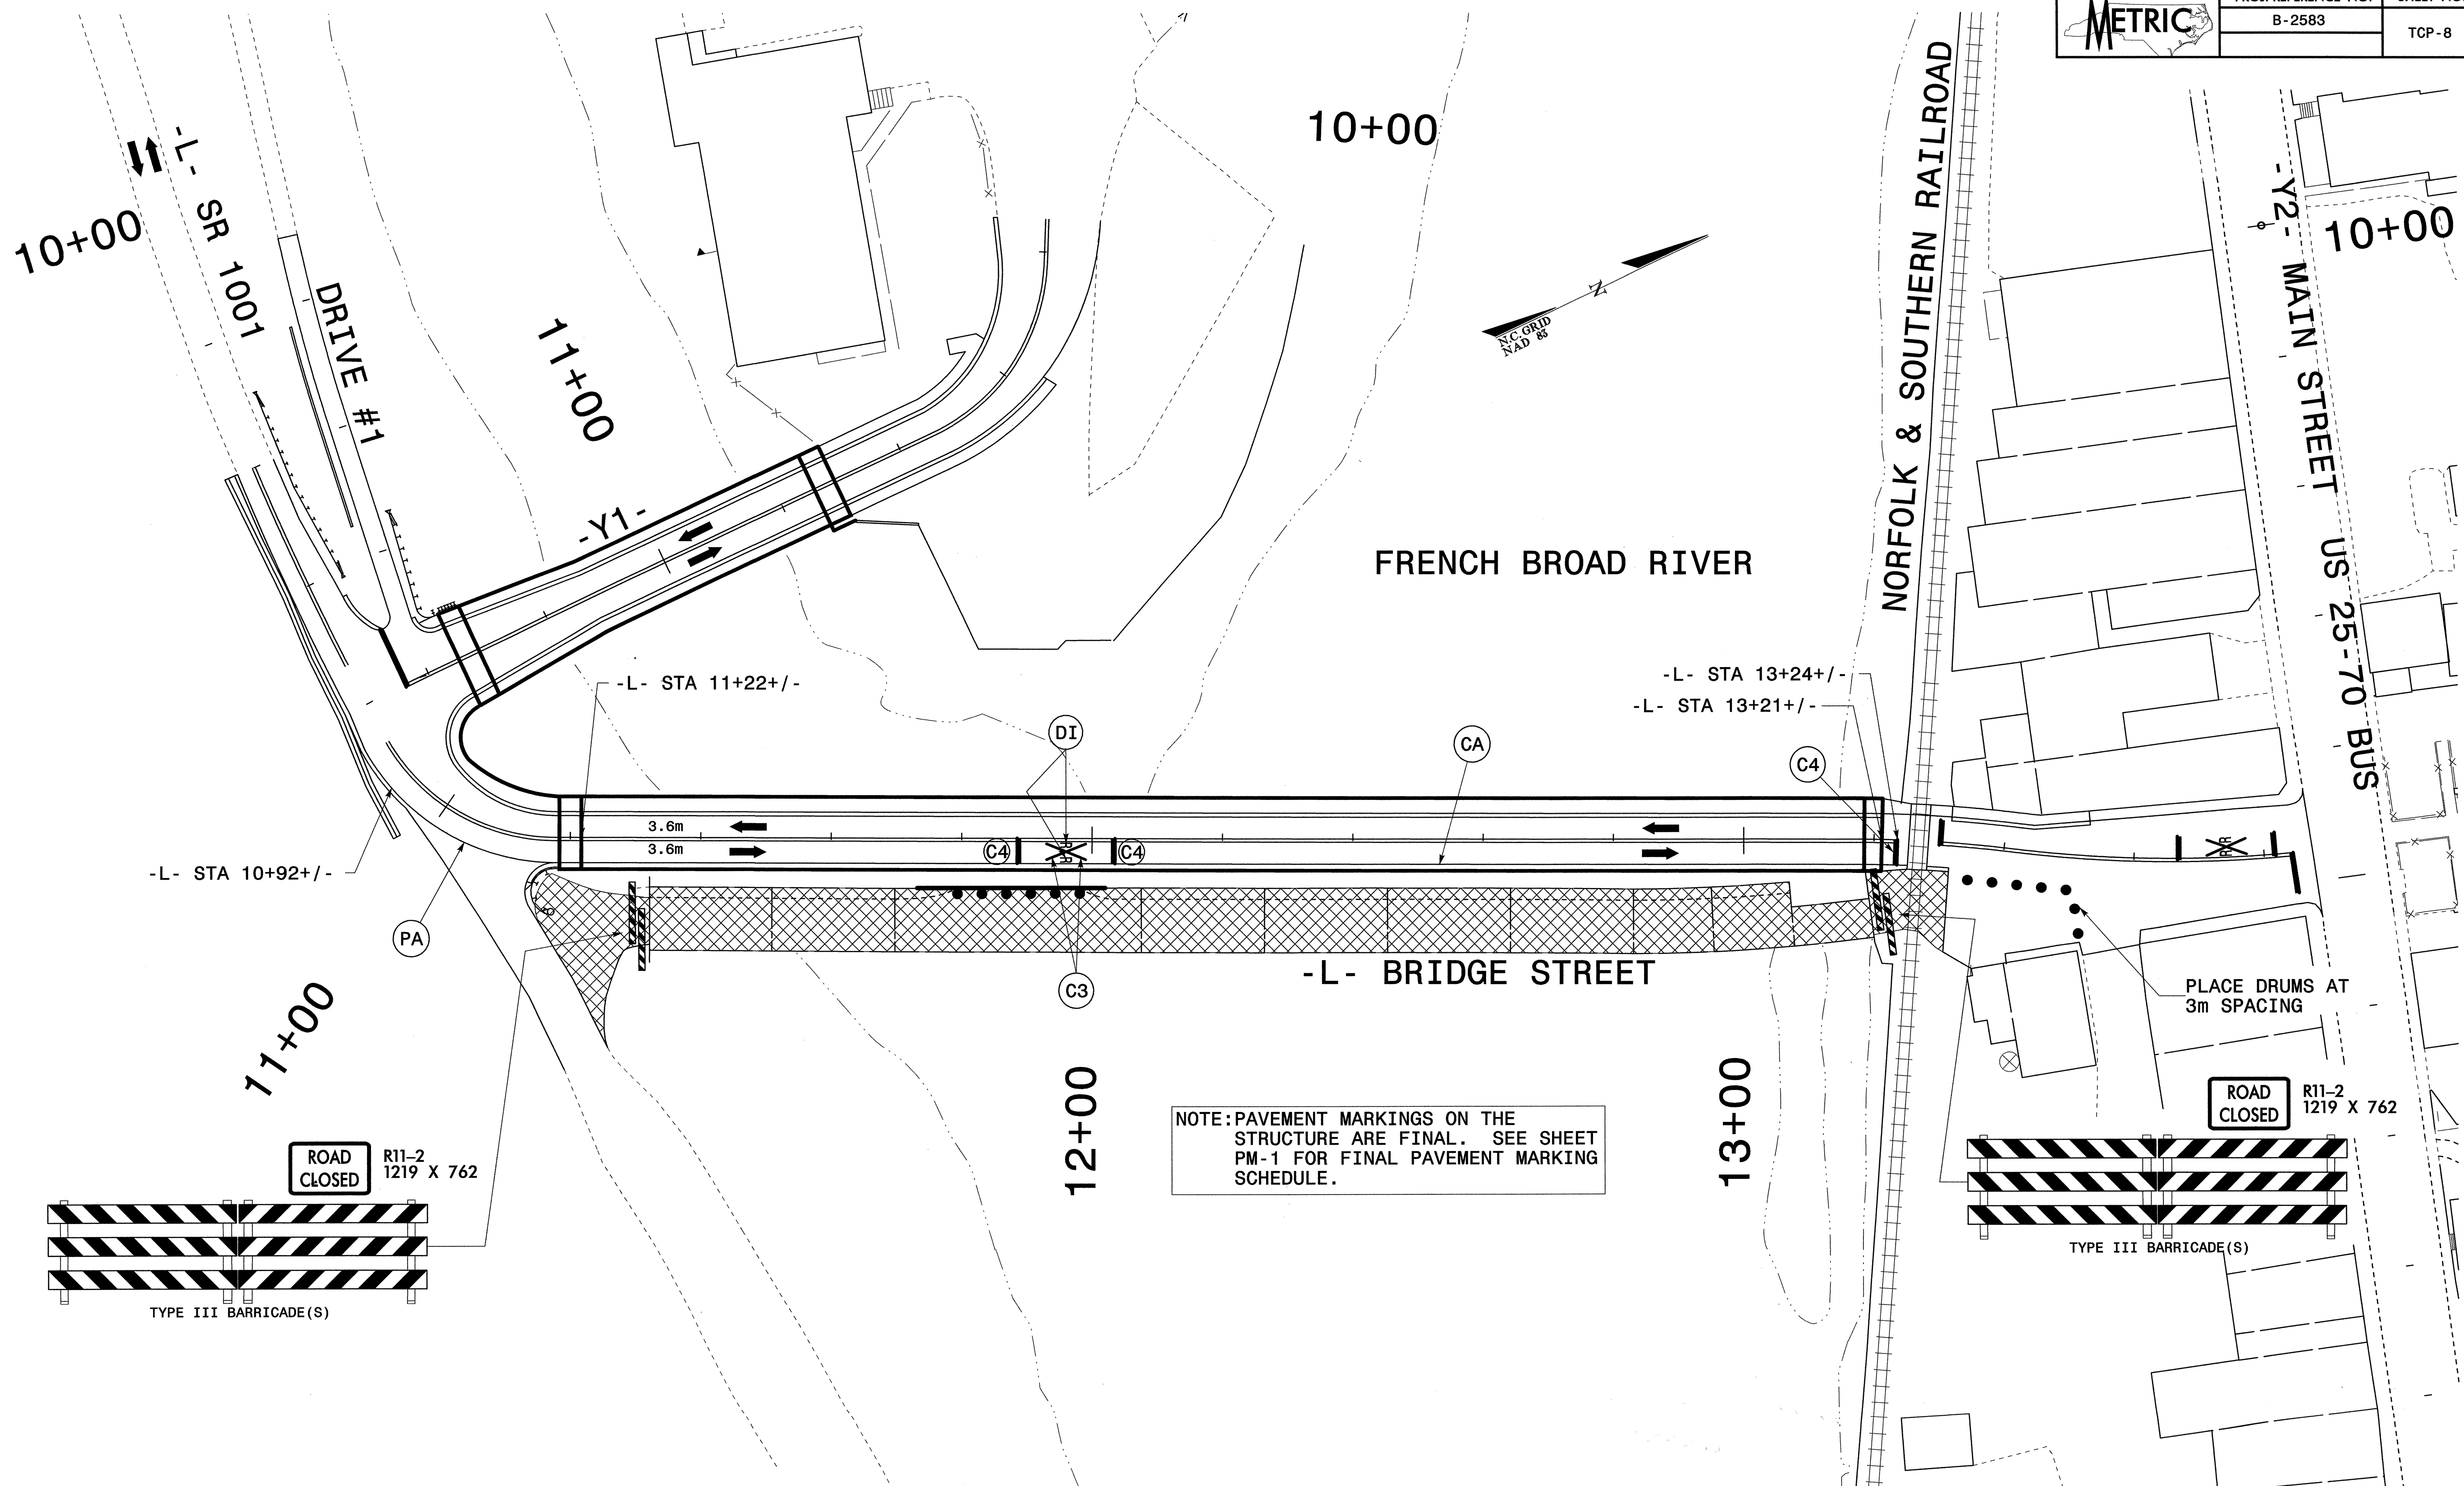 METRIC
B-2583
TCP-8
10+00
-L- SR 1001
DRIVE #1
11+00
10+00
N
N.C. GRID
NAD 83
NORFOLK & SOUTHERN RAILROAD
-Y2- MAIN STREET US 25-70 BUS
10+00
-Y1-
FRENCH BROAD RIVER
-L- STA 11+22+/-
-L- STA 13+24+/-
-L- STA 13+21+/-
DI
CA
C4
3.6m
3.6m
C4
RXR
C4
RXR
-L- STA 10+92+/-
PA
C3
-L- BRIDGE STREET
PLACE DRUMS AT
3m SPACING
11+00
12+00
13+00
NOTE: PAVEMENT MARKINGS ON THE
STRUCTURE ARE FINAL. SEE SHEET
PM-1 FOR FINAL PAVEMENT MARKING
SCHEDULE.
ROAD
CLOSED
R11-2
1219 X 762
TYPE III BARRICADE(S)
ROAD
CLOSED
R11-2
1219 X 762
TYPE III BARRICADE(S)